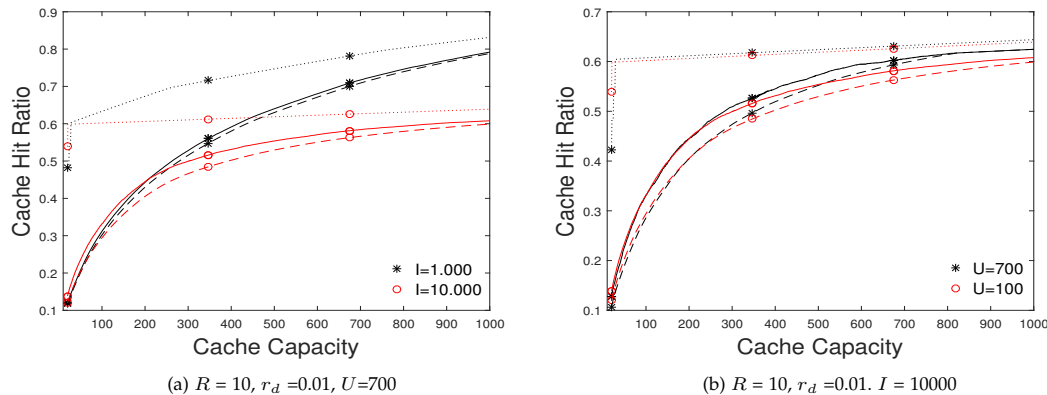 Cache Hit Ratio
0.9
0.8
0.7
0.6
0.5
0.4
0.3
0.2
0.1
I=1.000
I=10.000
100 200 300 400 500 600 700 800 900 1000
Cache Capacity
(a) R = 10, r_d =0.01, U=700
Cache Hit Ratio
0.7
0.6
0.5
0.4
0.3
0.2
0.1
U=700
U=100
100 200 300 400 500 600 700 800 900 1000
Cache Capacity
(b) R = 10, r_d =0.01. I = 10000